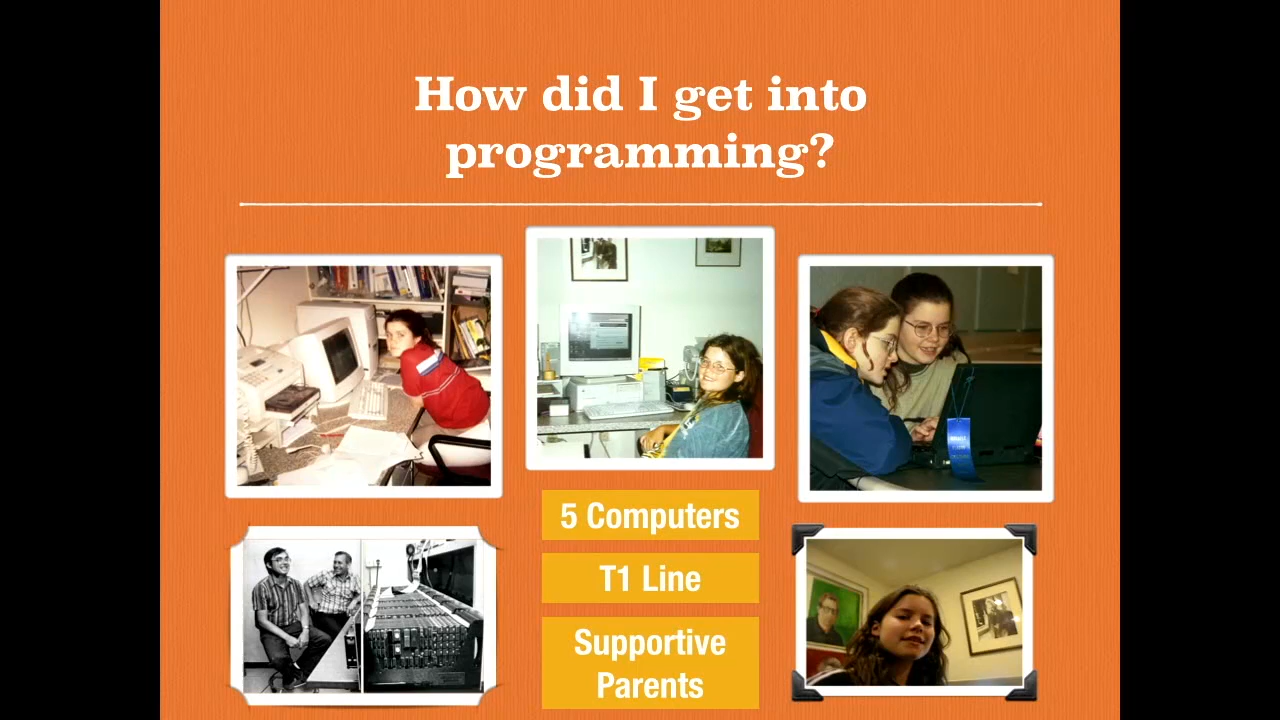 How did I get into
programming?
5 Computers
T1 Line
Supportive
Parents